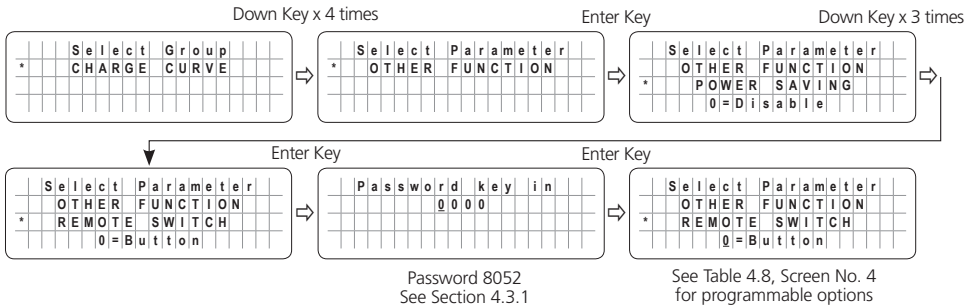 Down Key x 4 times
Enter Key
Down Key x 3 times
Select Group
* CHARGE CURVE
Select Parameter
* OTHER FUNCTION
Select Parameter
OTHER FUNCTION
* POWER SAVING
0=Disable
Enter Key
Enter Key
Select Parameter
OTHER FUNCTION
* REMOTE SWITCH
0=Button
Password key in
0000
Select Parameter
OTHER FUNCTION
* REMOTE SWITCH
0=Button
Password 8052
See Section 4.3.1
See Table 4.8, Screen No. 4
for programmable options